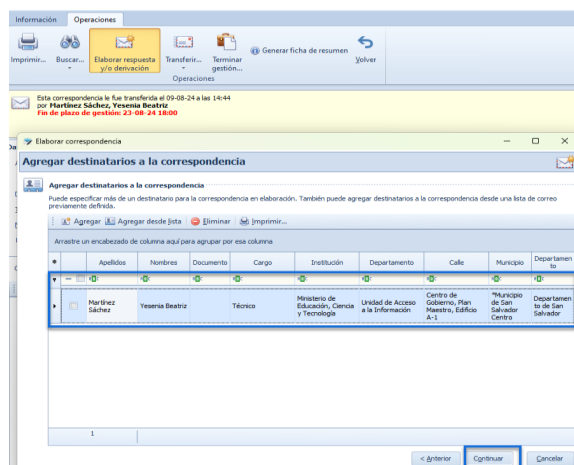 Información Operaciones
Imprimir... Buscar... Elaborar respuesta y/o derivación Transferir... Terminar gestión... Generar ficha de resumen Volver
Operaciones
Esta correspondencia le fue transferida el 09-08-24 a las 14:44
por Martínez Sáchez, Yesenia Beatriz
Fin de plazo de gestión: 23-08-24 18:00
Elaborar correspondencia
Agregar destinatarios a la correspondencia
Agregar destinatarios a la correspondencia
Puede especificar más de un destinatario para la correspondencia en elaboración. También puede agregar destinatarios a la correspondencia desde una lista de correo
previamente definida.
Agregar Agregar desde lista Eliminar Imprimir...
Arrastre un encabezado de columna aquí para agrupar por esa columna
Apellidos Nombres Documento Cargo Institución Departamento Calle Municipio Departamento
Martínez Sáchez Yesenia Beatriz Técnico Ministerio de Educación, Ciencia y Tecnología Unidad de Acceso a la Información Centro de Gobierno, Plan Maestro, Edificio A-1 *Municipio de San Salvador Centro Departamento de San Salvador
1
< Anterior Continuar Cancelar